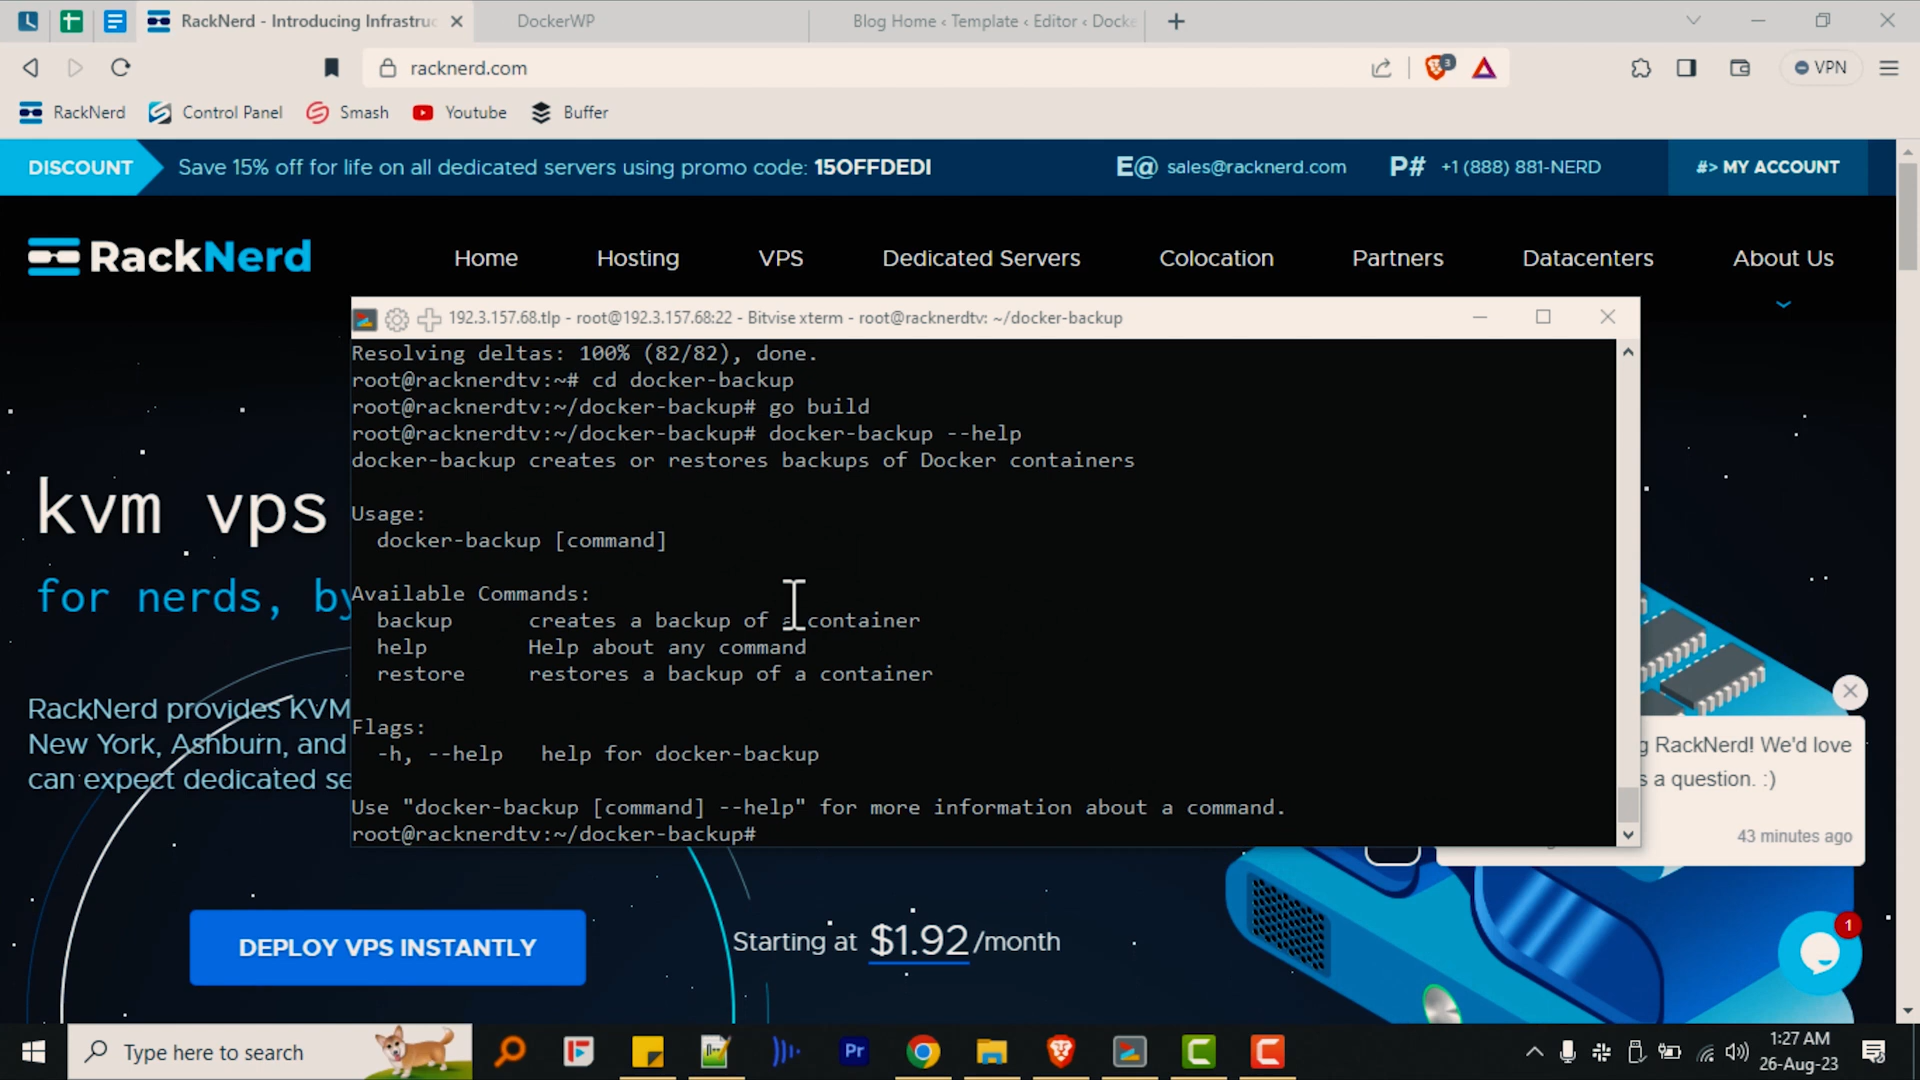 RackNerd - Introducing Infrastruc
DockerWP
Blog Home ‹ Template ‹ Editor ‹ Docke
racknerd.com
3
VPN
RackNerd
Control Panel
Smash
Youtube
Buffer
DISCOUNT
Save 15% off for life on all dedicated servers using promo code: 15OFFDEDI
E@ sales@racknerd.com
P# +1 (888) 881-NERD
#> MY ACCOUNT
RackNerd
Home
Hosting
VPS
Dedicated Servers
Colocation
Partners
Datacenters
About Us
192.3.157.68.tlp - root@192.3.157.68:22 - Bitvise xterm - root@racknerdtv: ~/docker-backup
Resolving deltas: 100% (82/82), done.
root@racknerdtv:~# cd docker-backup
root@racknerdtv:~/docker-backup# go build
root@racknerdtv:~/docker-backup# docker-backup --help
docker-backup creates or restores backups of Docker containers
Usage:
docker-backup [command]
Available Commands:
backup creates a backup of a container
help Help about any command
restore restores a backup of a container
Flags:
-h, --help help for docker-backup
Use "docker-backup [command] --help" for more information about a command.
root@racknerdtv:~/docker-backup#
kvm vps
for nerds, by
RackNerd provides KVM
New York, Ashburn, and
can expect dedicated se
DEPLOY VPS INSTANTLY
Starting at $1.92/month
g RackNerd! We'd love
s a question. :)
43 minutes ago
1
Type here to search
Pr
1:27 AM
26-Aug-23